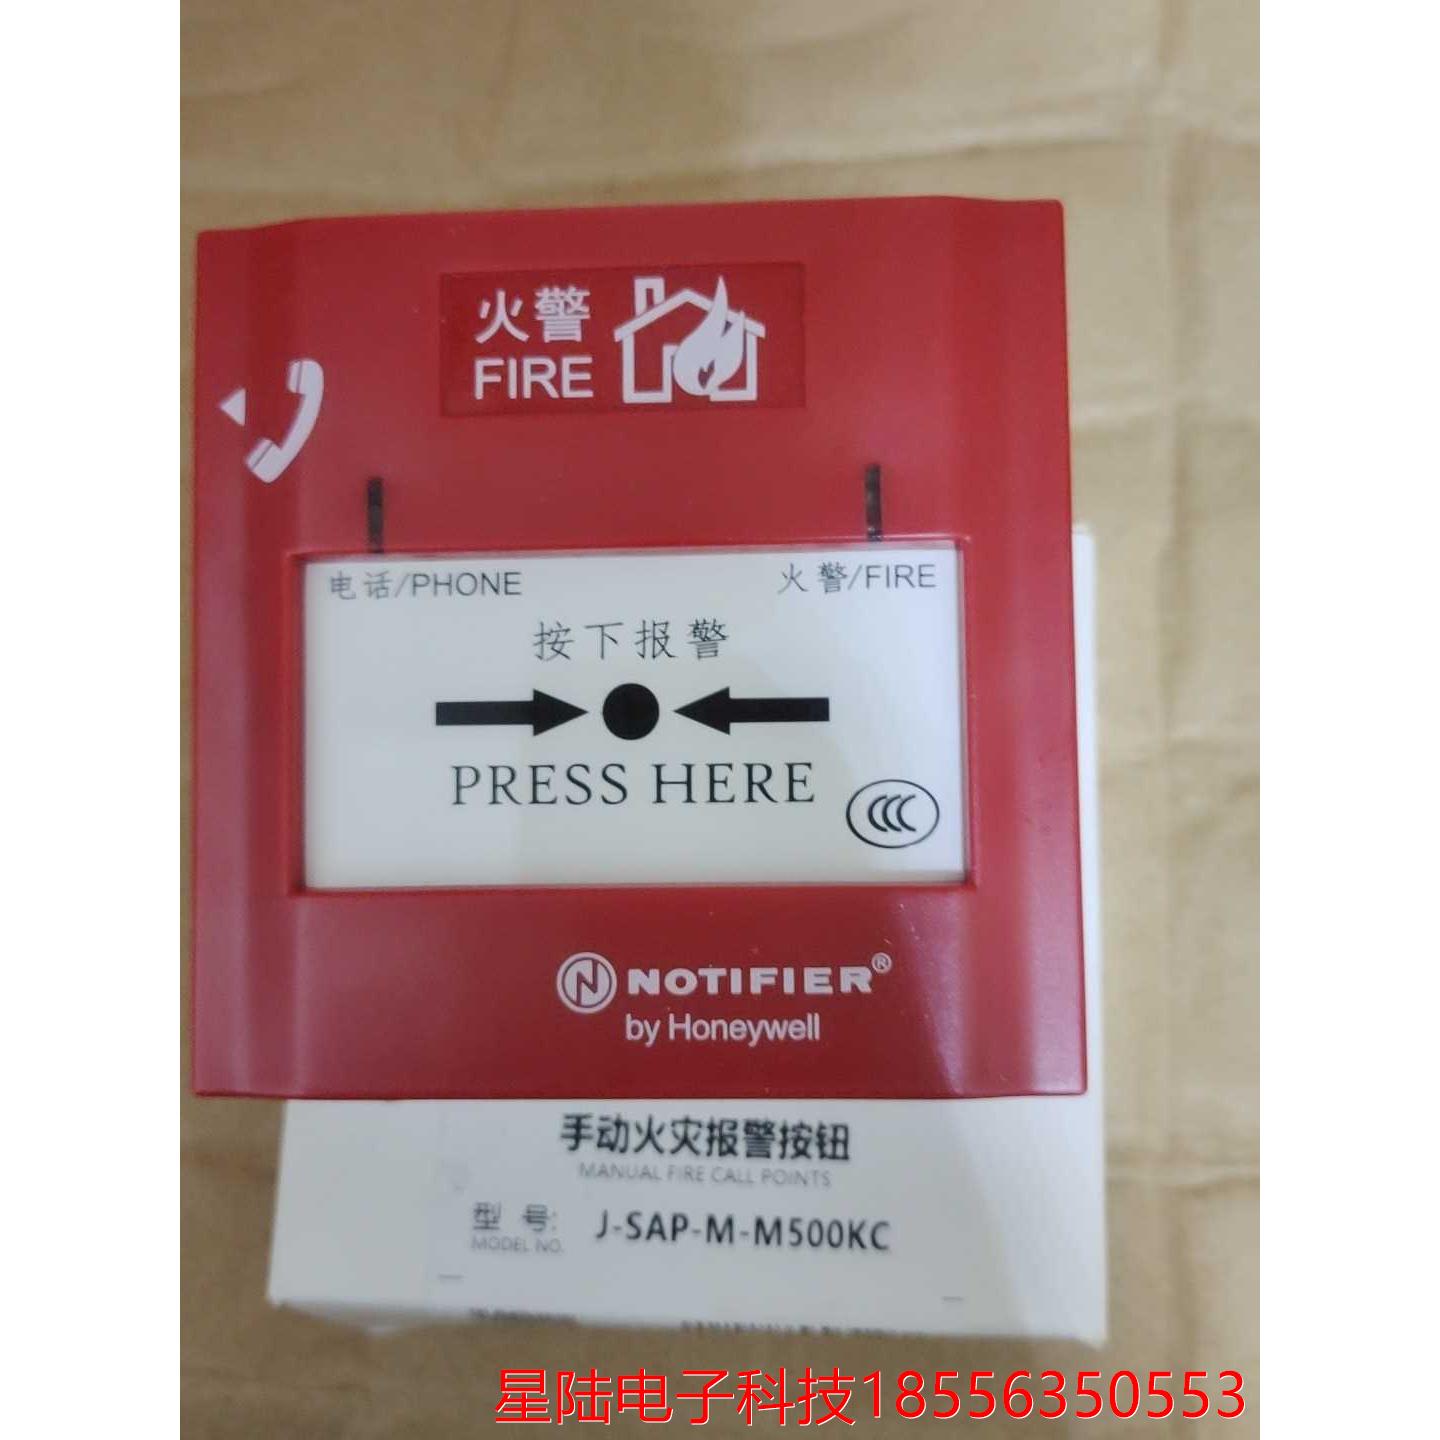 火警
FIRE
电话/PHONE
火警/FIRE
按下报警
PRESS HERE
CCC
NOTIFIER®
by Honeywell
手动火灾报警按钮
MANUAL FIRE CALL POINTS
型 号:
MODEL NO.
J-SAP-M-M500KC
星陆电子科技18556350553